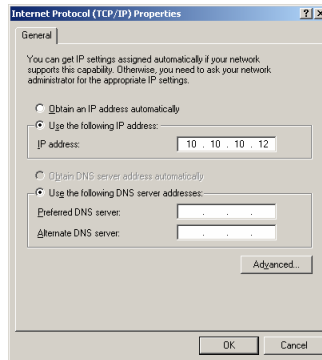 Internet Protocol (TCP/IP) Properties
General
You can get IP settings assigned automatically if your network
supports this capability. Otherwise, you need to ask your network
administrator for the appropriate IP settings.
Obtain an IP address automatically
Use the following IP address:
IP address: 10 . 10 . 10 . 12
Obtain DNS server address automatically
Use the following DNS server addresses:
Preferred DNS server: . . .
Alternate DNS server: . . .
Advanced...
OK Cancel